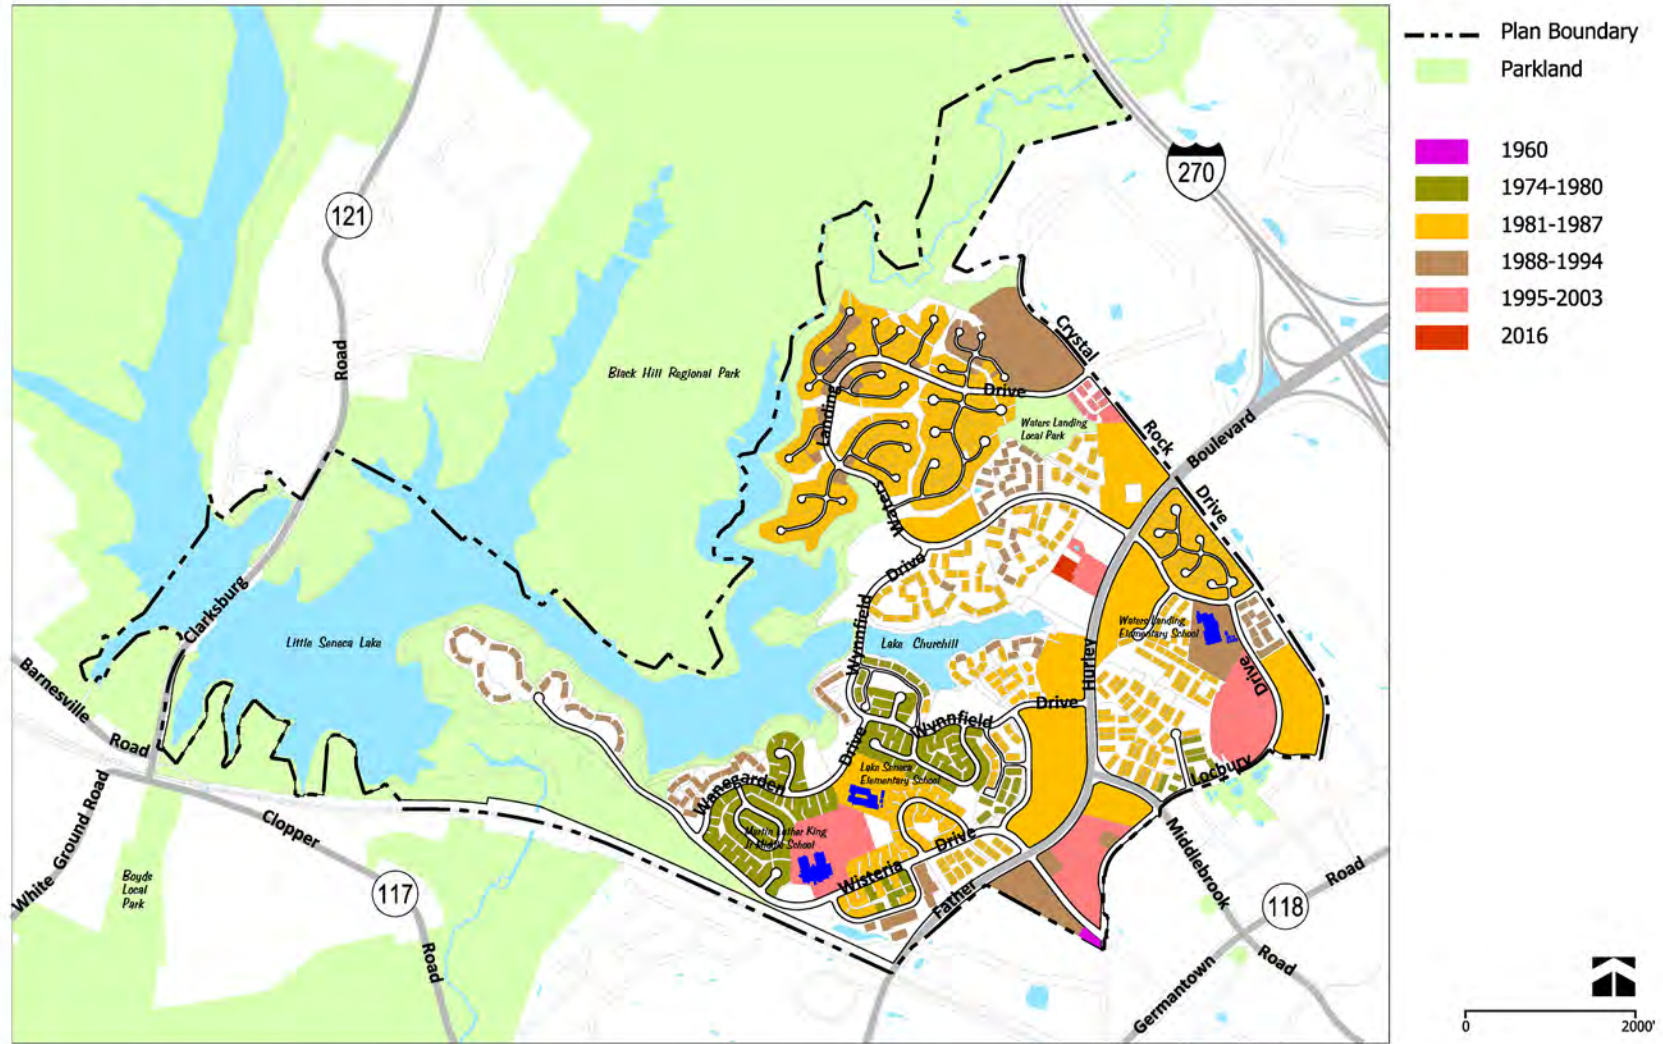 Plan Boundary
Parkland
1960
1974-1980
1981-1987
1988-1994
1995-2003
2016
270
121
Road
Black Hill Regional Park
Crystal
Drive
Landing
Waters Landing
Local Park
Rock
Boulevard
Drive
Waters
Drive
Clarksburg
Wynnfield
Little Seneca Lake
Lake Churchill
Waters Landing
Elementary School
Hurley
Drive
Barnesville
Road
Wynnfield
Drive
Drive
Lake Seneca
Elementary School
Locbury
Wanegarden
White Ground Road
Clopper
Martin Luther King
Jr Middle School
Drive
Wisteria
Middlebrook
Road
Boyds
Local
Park
117
Father
118
Road
Road
Germantown
0
2000'